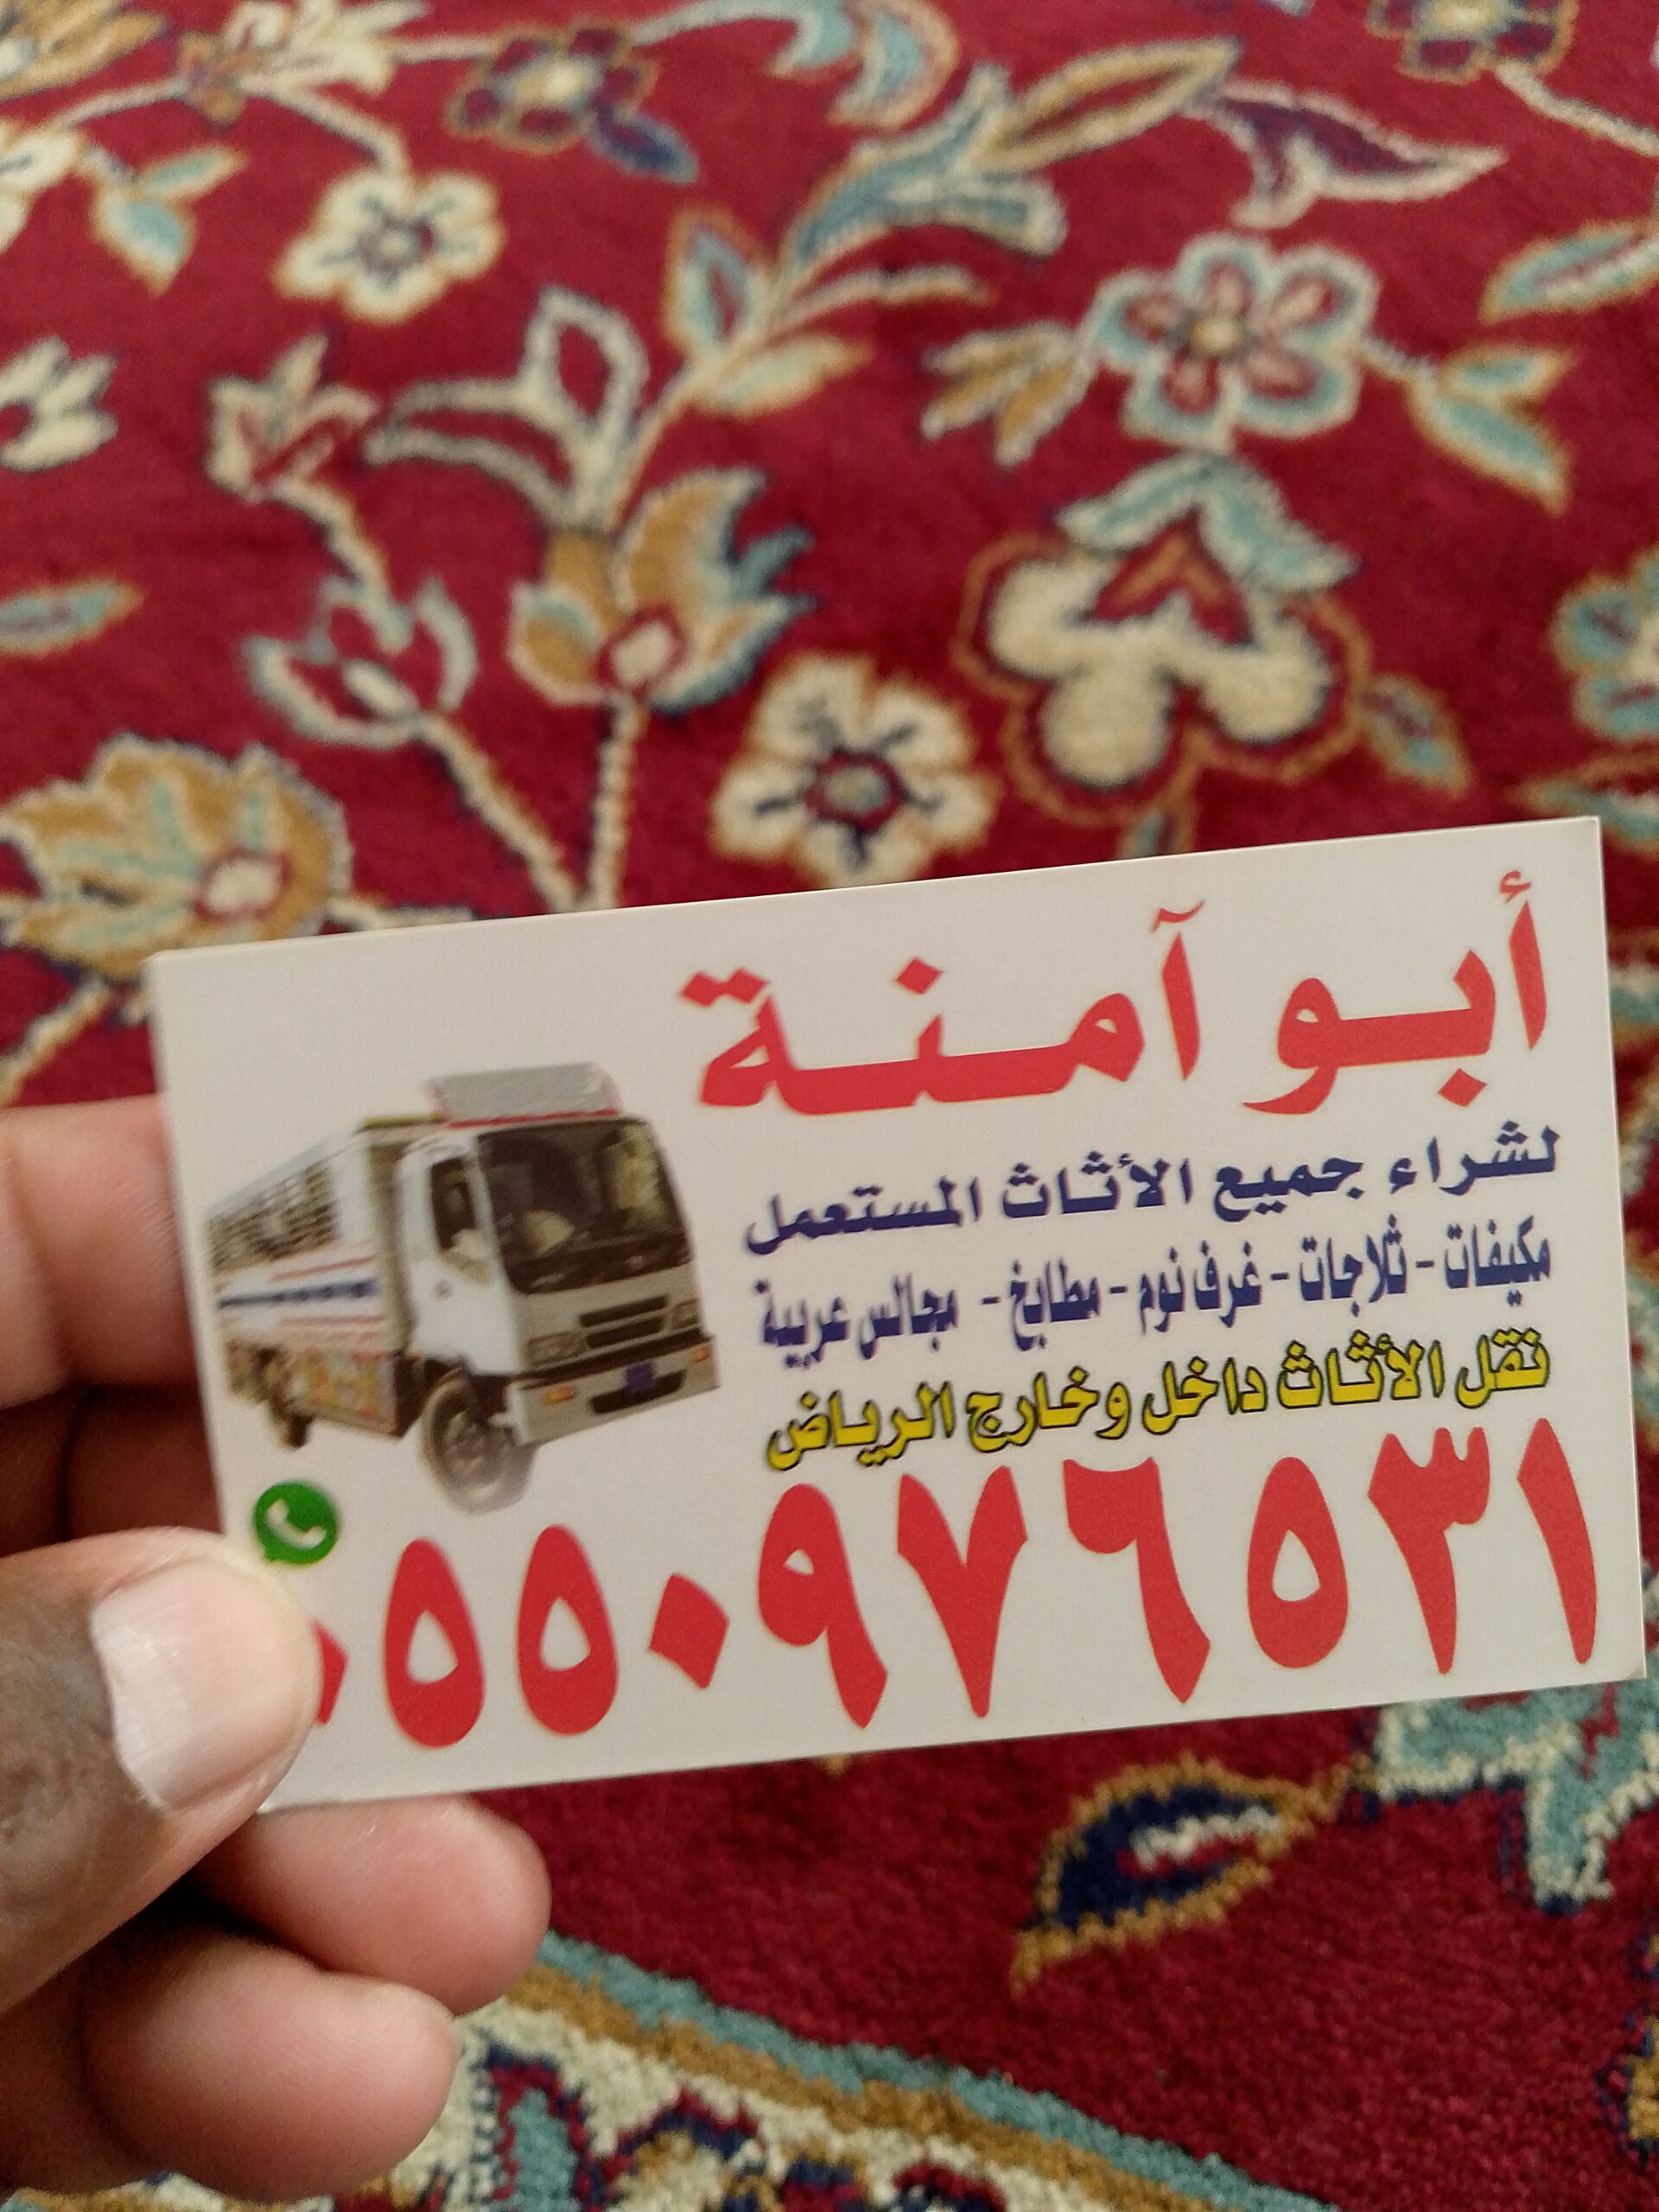 أبو آمنة
لشراء جميع الأثاث المستعمل
مكيفات - ثلاجات - غرف نوم - مطابخ - مجالس عربية
نقل الأثاث داخل وخارج الرياض
٠٥٥٠٩٧٦٥٣١